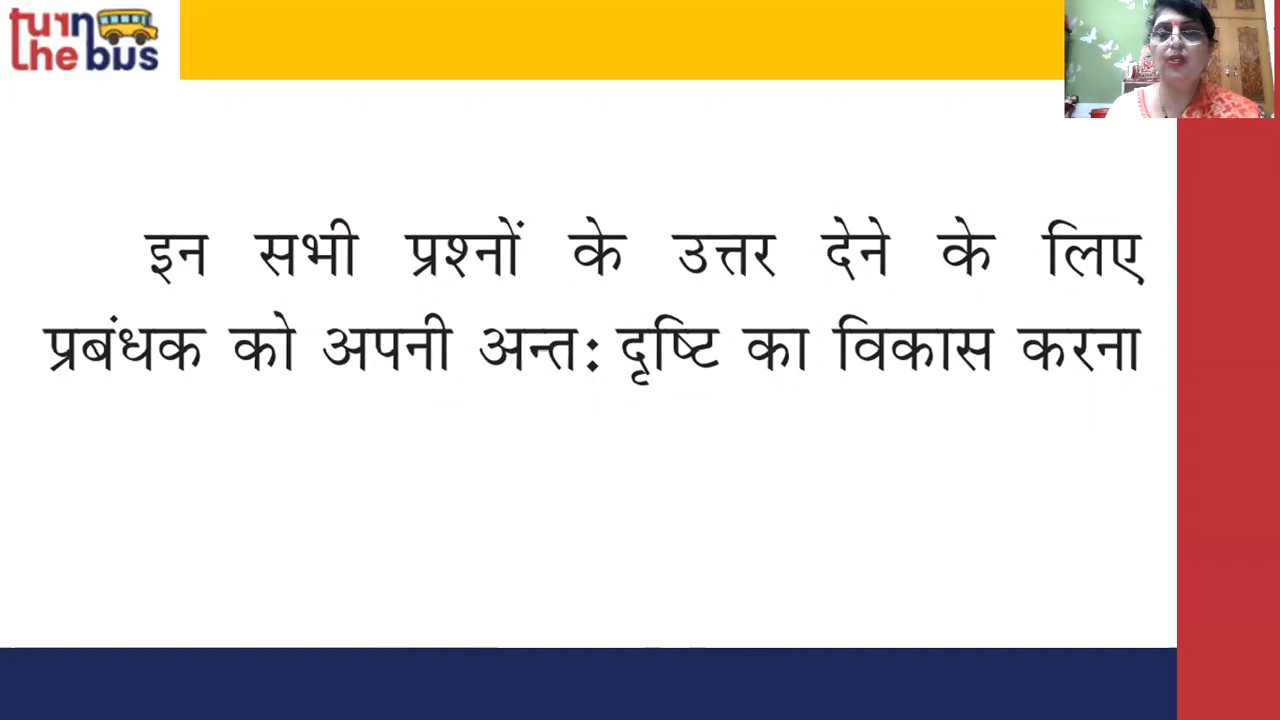 turn
the bus
इन सभी प्रश्नों के उत्तर देने के लिए
प्रबंधक को अपनी अन्तः दृष्टि का विकास करना